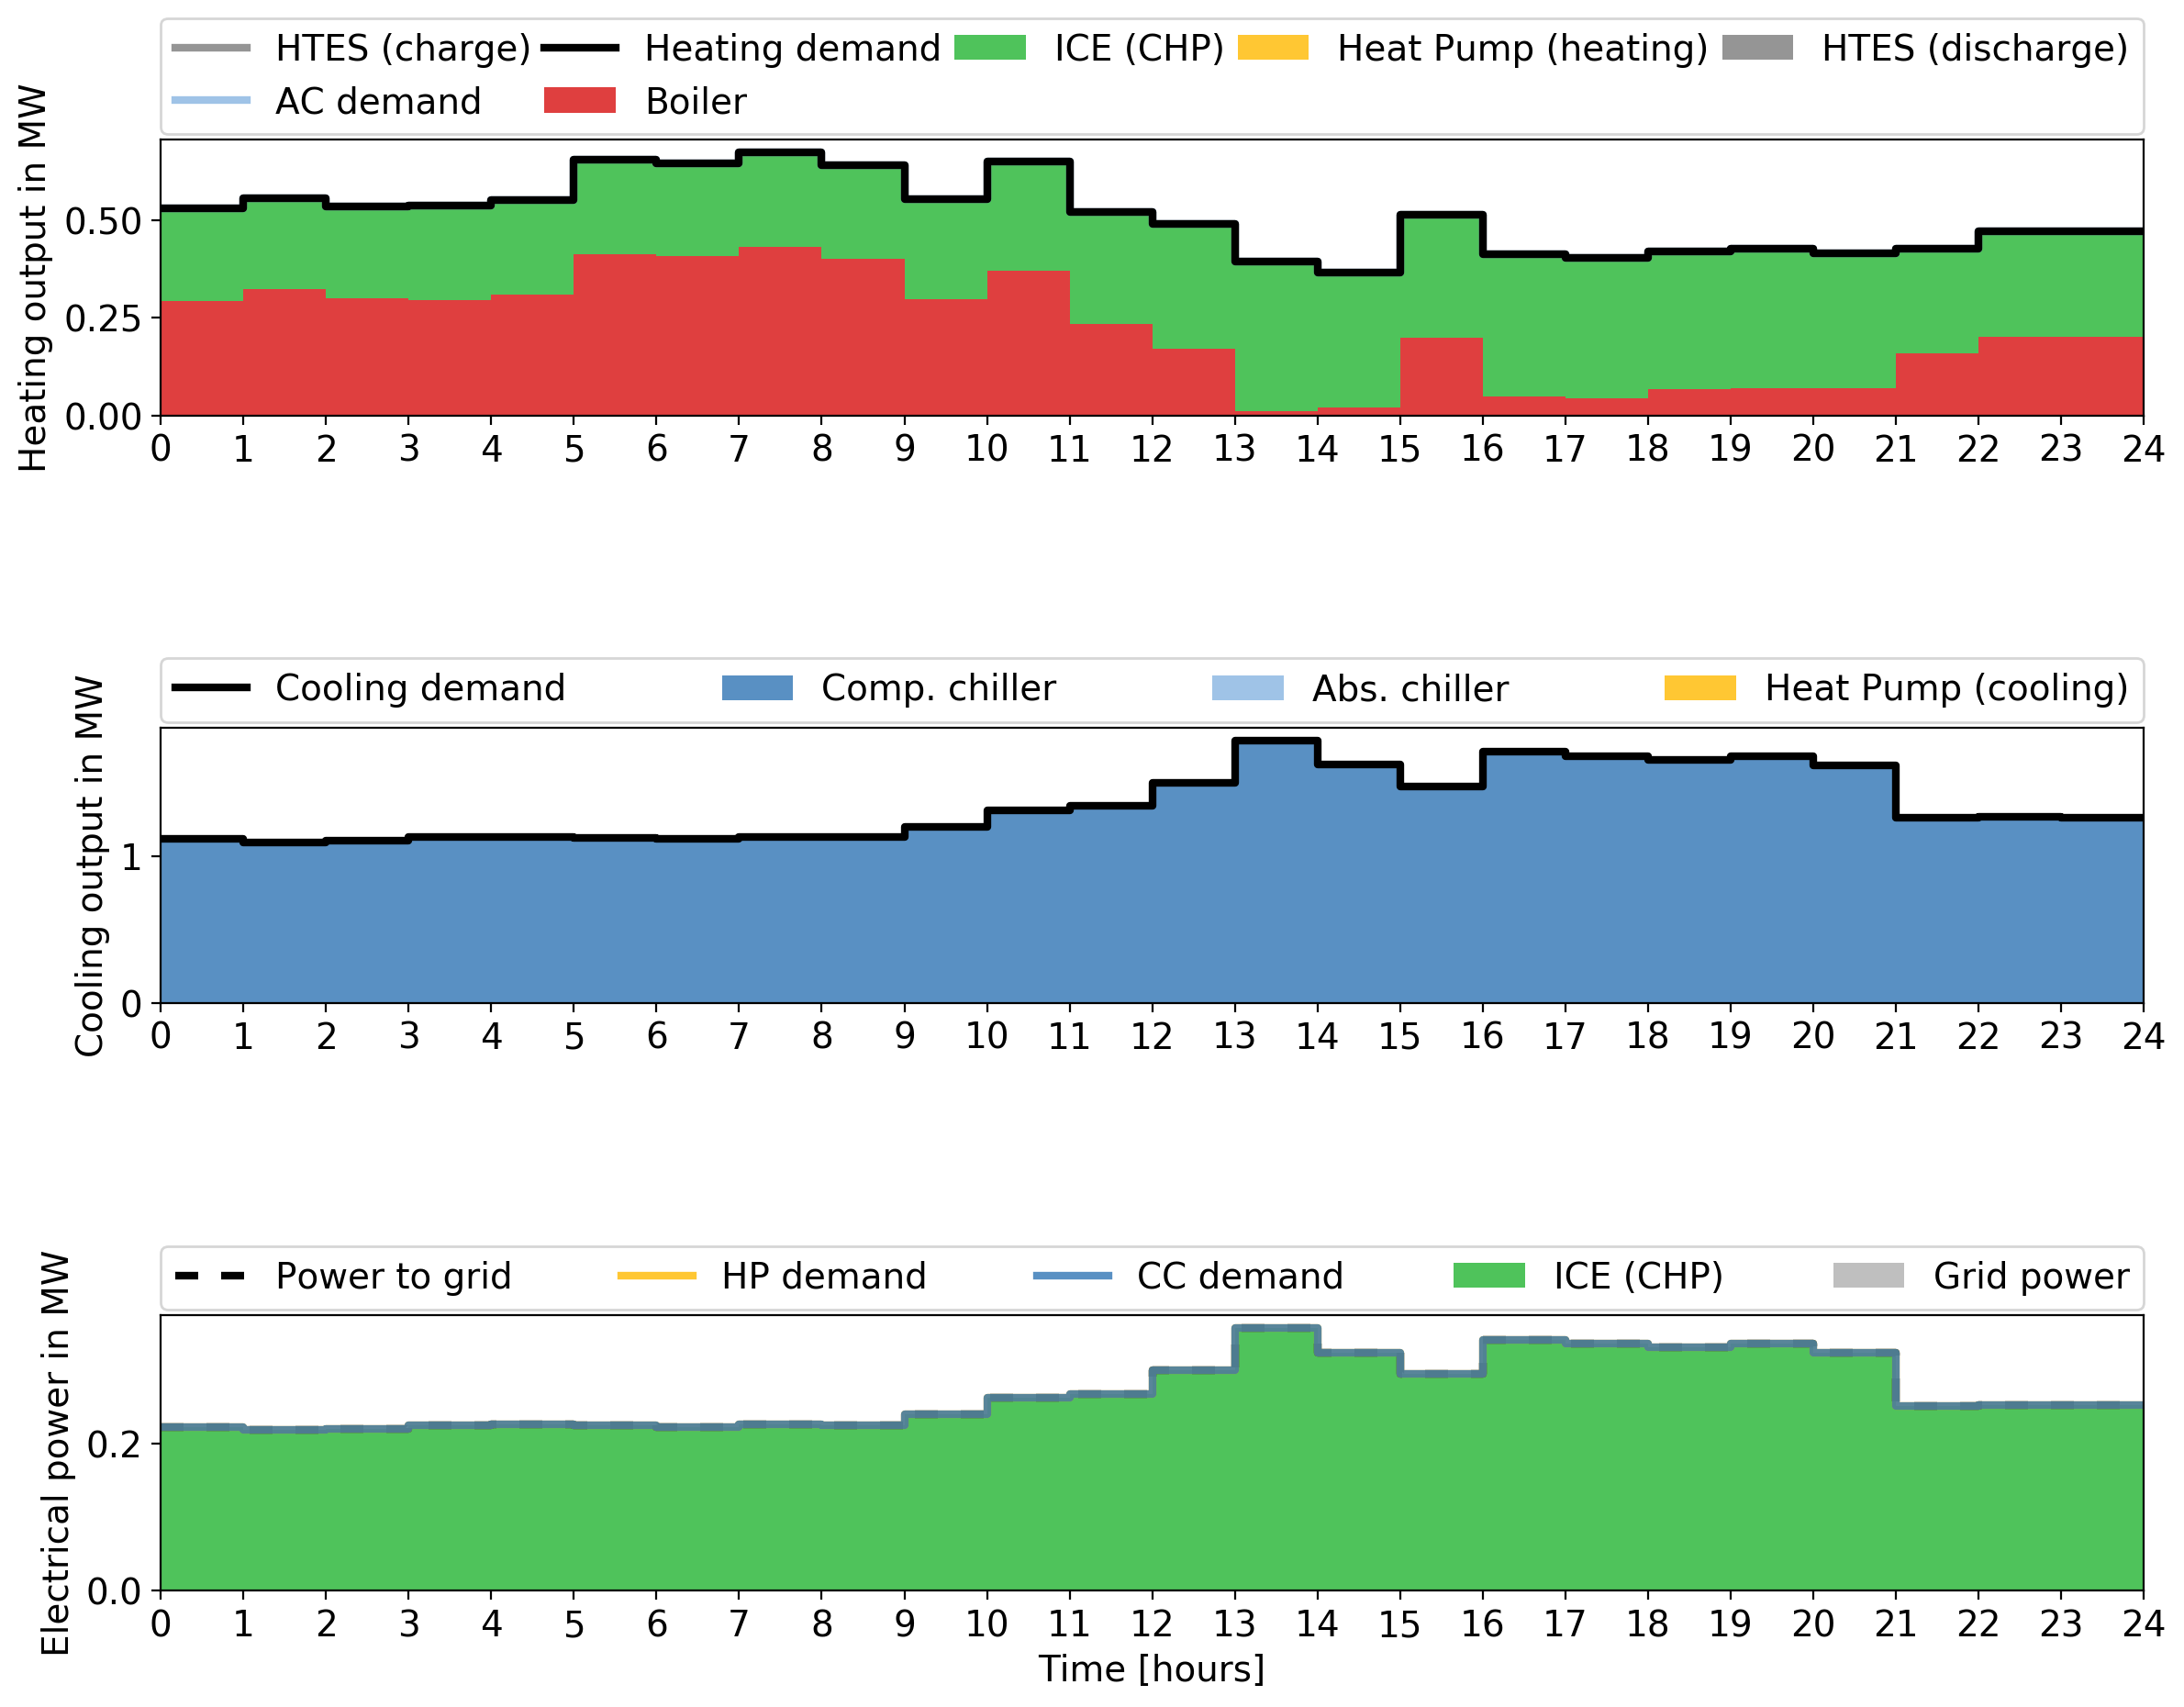 HTES (charge) Heating demand ICE (CHP) Heat Pump (heating) HTES (discharge)
AC demand Boiler
Heating output in MW
0.50
0.25
0.00
0 1 2 3 4 5 6 7 8 9 10 11 12 13 14 15 16 17 18 19 20 21 22 23 24
Cooling demand Comp. chiller Abs. chiller Heat Pump (cooling)
Cooling output in MW
1
0
0 1 2 3 4 5 6 7 8 9 10 11 12 13 14 15 16 17 18 19 20 21 22 23 24
Power to grid HP demand CC demand ICE (CHP) Grid power
Electrical power in MW
0.2
0.0
0 1 2 3 4 5 6 7 8 9 10 11 12 13 14 15 16 17 18 19 20 21 22 23 24
Time [hours]